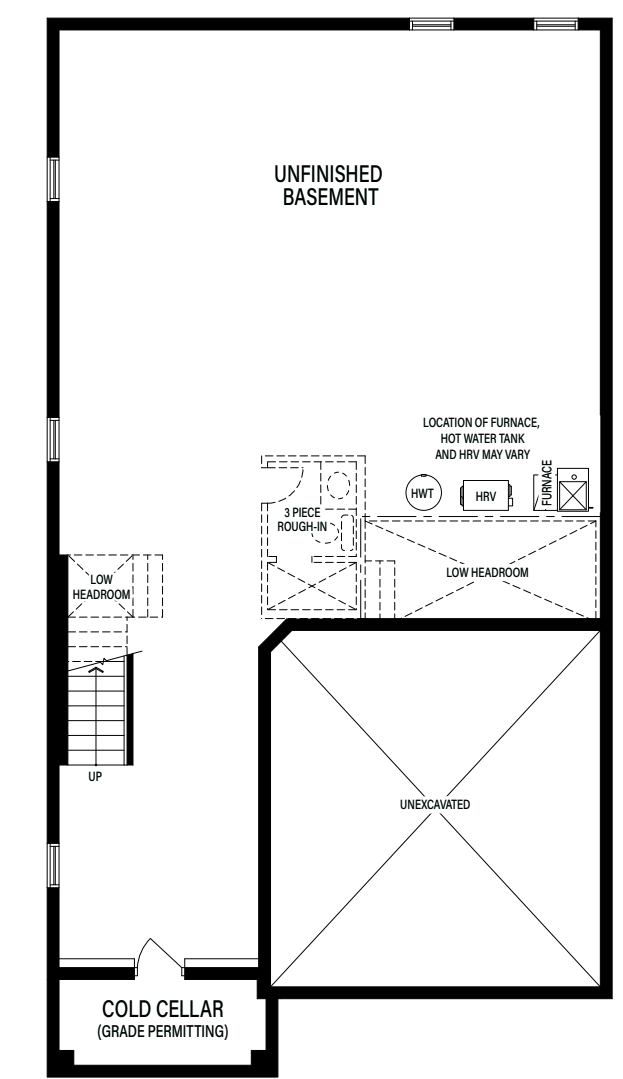 UNFINISHED
BASEMENT
LOCATION OF FURNACE,
HOT WATER TANK
AND HRV MAY VARY
FURNACE
HWT
HRV
3 PIECE
ROUGH-IN
LOW HEADROOM
LOW
HEADROOM
UP
UNEXCAVATED
COLD CELLAR
(GRADE PERMITTING)